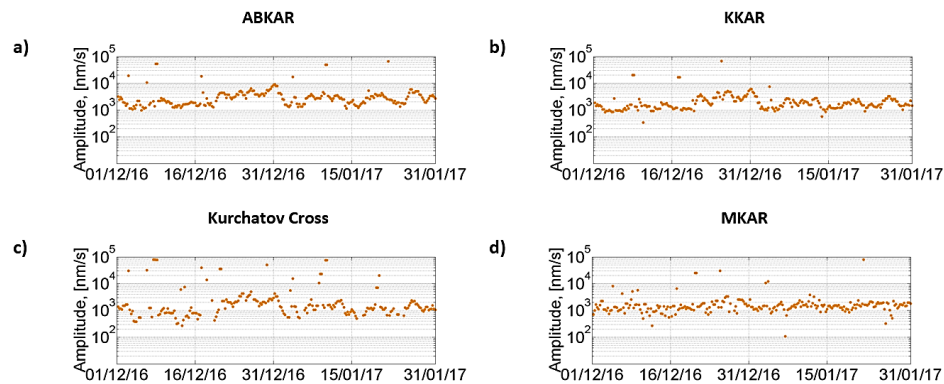 ABKAR
KKAR
a)
b)
Amplitude, [nm/s]
10^5
10^4
10^3
10^2
01/12/16 16/12/16 31/12/16 15/01/17 31/01/17
Amplitude, [nm/s]
10^5
10^4
10^3
10^2
01/12/16 16/12/16 31/12/16 15/01/17 31/01/17
Kurchatov Cross
MKAR
c)
d)
Amplitude, [nm/s]
10^5
10^4
10^3
10^2
01/12/16 16/12/16 31/12/16 15/01/17 31/01/17
Amplitude, [nm/s]
10^5
10^4
10^3
10^2
01/12/16 16/12/16 31/12/16 15/01/17 31/01/17